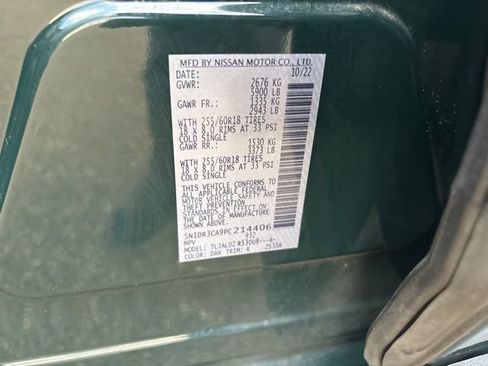 MFD BY NISSAN MOTOR CO., LTD.
DATE: 10/22
GVWR: 2676 KG
5900 LB
GAWR FR.: 1335 KG
2943 LB
WITH 255/60R18 TIRES
18 X 8.0 RIMS AT 33 PSI
COLD SINGLE
GAWR RR.: 1530 KG
3373 LB
WITH 255/60R18 TIRES
18 X 8.0 RIMS AT 33 PSI
COLD SINGLE
THIS VEHICLE CONFORMS TO
ALL APPLICABLE FEDERAL
MOTOR VEHICLE SAFETY AND
THEFT PREVENTION
STANDARDS IN EFFECT ON
THE DATE OF MANUFACTURE
SHOWN ABOVE.
5N1DR3CA9PC214406
MPV 932
MODEL: R53U08---A-
COLOR: DAN TRIM: K 2530A